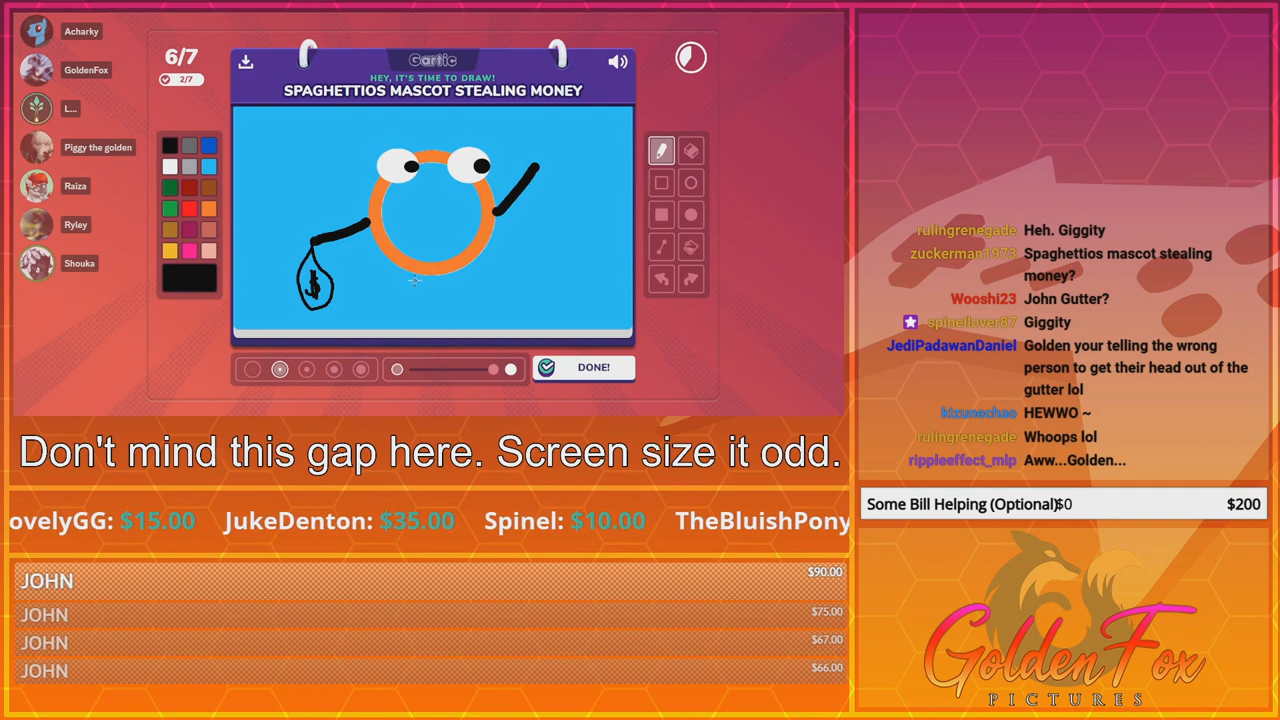 Acharky
GoldenFox
L...
Piggy the golden
Raiza
Ryley
Shouka
6/7
2/7
Gartic
HEY, IT'S TIME TO DRAW!
SPAGHETTIOS MASCOT STEALING MONEY
$
DONE!
Don't mind this gap here. Screen size it odd.
ovelyGG: $15.00 JukeDenton: $35.00 Spinel: $10.00 TheBluishPony
JOHN $90.00
JOHN $75.00
JOHN $67.00
JOHN $66.00
rulingrenegade Heh. Giggity
zuckerman1973 Spaghettios mascot stealing
money?
Wooshi23 John Gutter?
spinellover87 Giggity
JediPadawanDaniel Golden your telling the wrong
person to get their head out of the
gutter lol
kizunechao HEWWO ~
rulingrenegade Whoops lol
rippleeffect_mlp Aww...Golden...
Some Bill Helping (Optional) $0 $200
GoldenFox
PICTURES